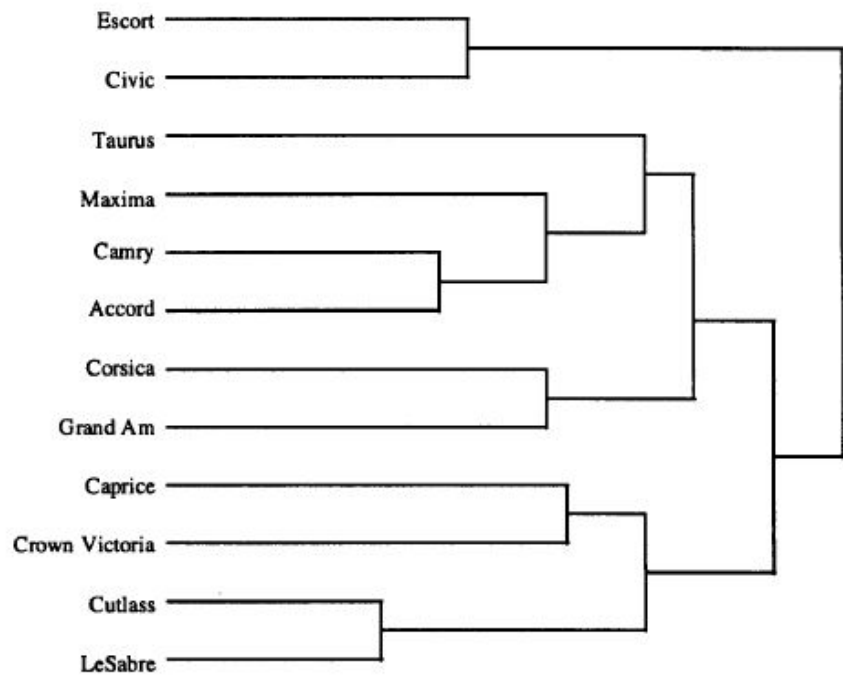 Escort
Civic
Taurus
Maxima
Camry
Accord
Corsica
Grand Am
Caprice
Crown Victoria
Cutlass
LeSabre